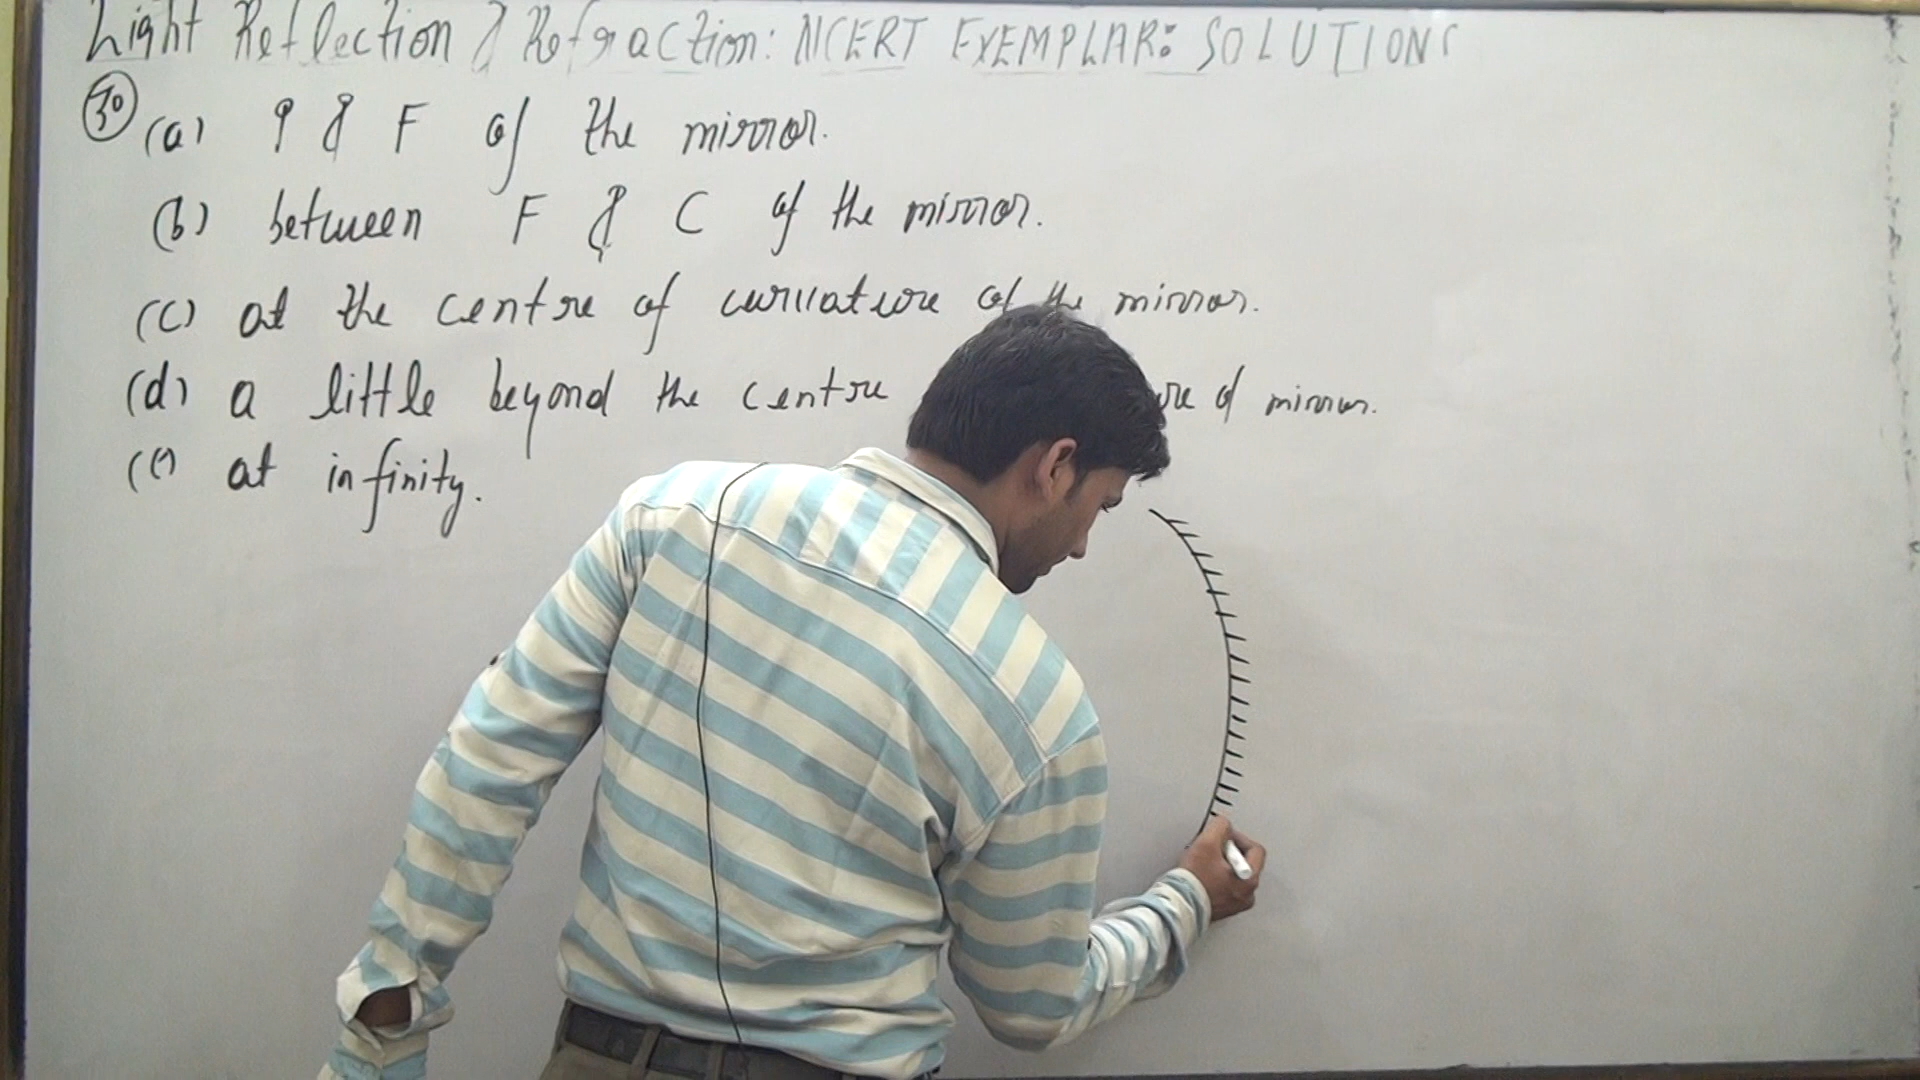 Light Reflection & Refraction: NCERT EXEMPLAR: SOLUTIONS
30 (a) P & F of the mirror.
(b) between F & C of the mirror.
(c) at the centre of curvature of the mirror.
(d) a little beyond the centre of mirror.
(e) at infinity.